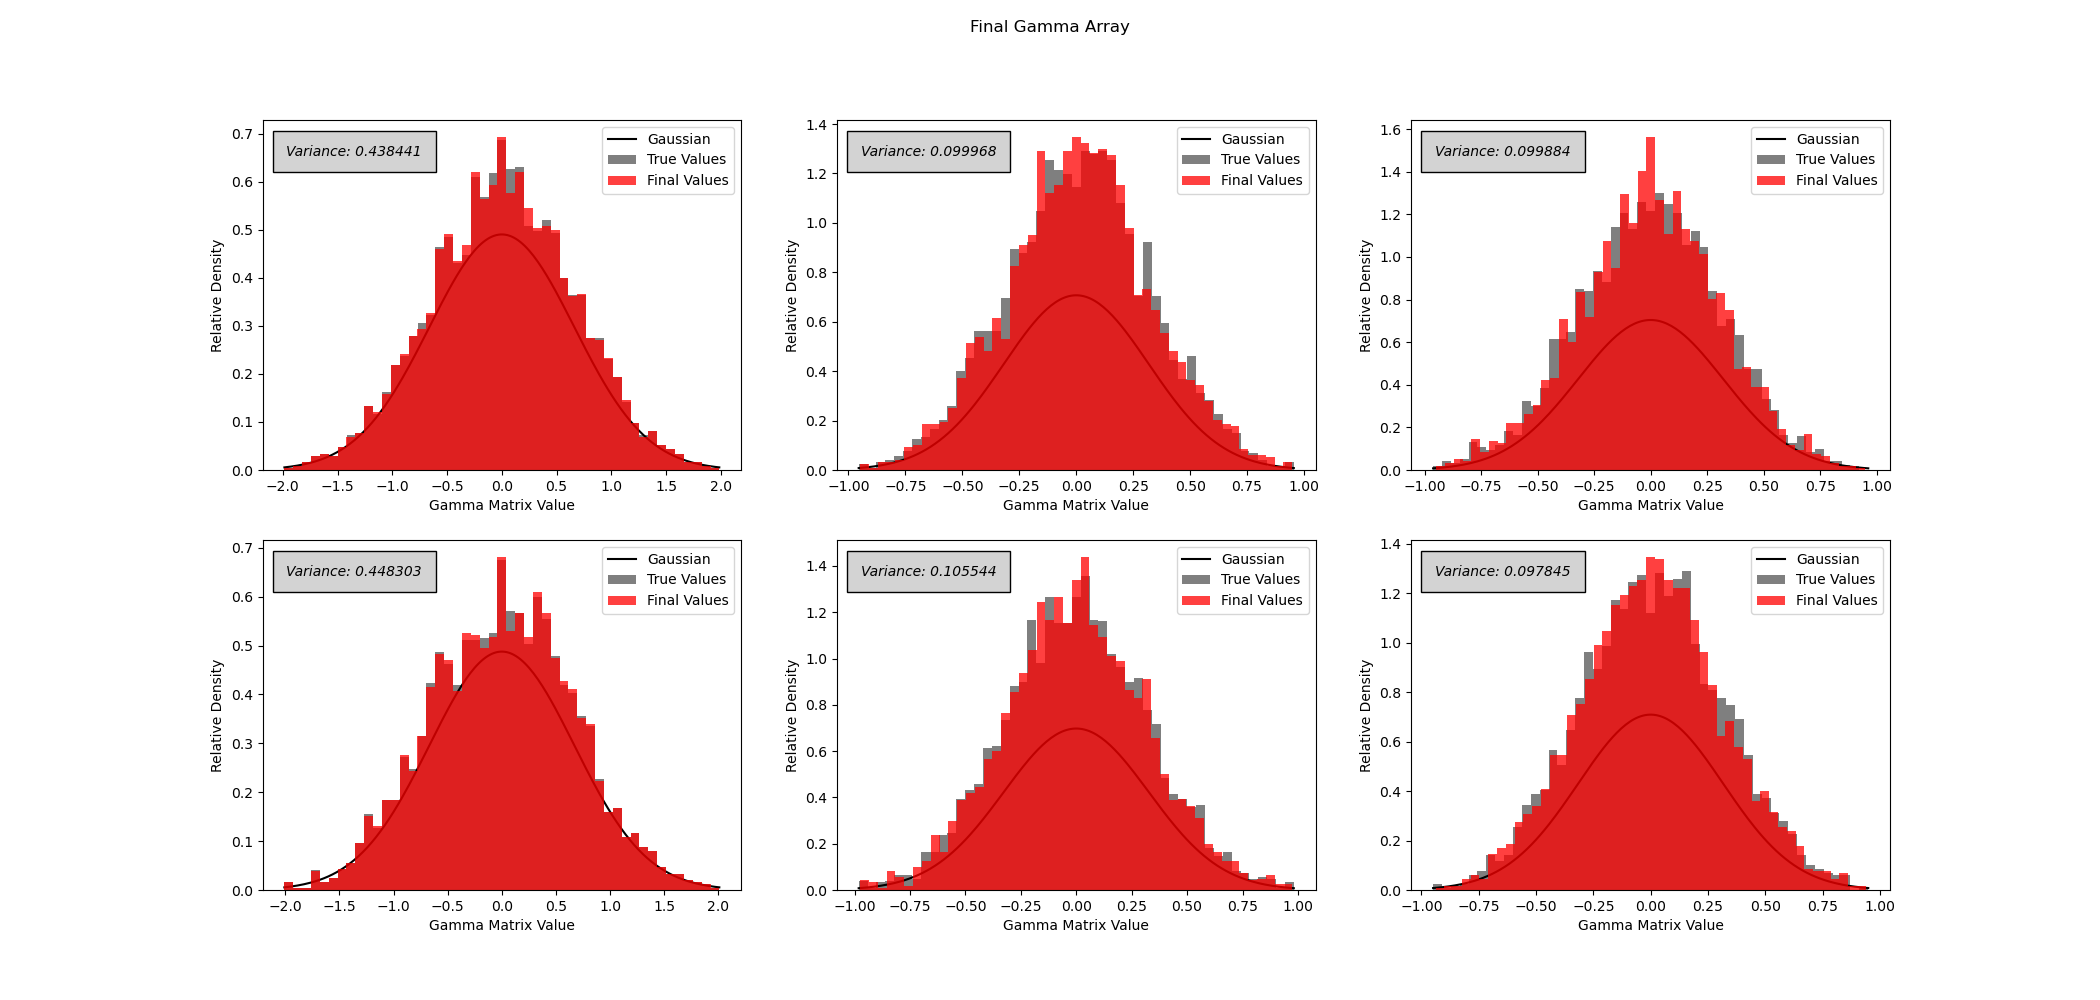 Final Gamma Array
Variance: 0.438441
Gaussian
True Values
Final Values
Relative Density
0.7
0.6
0.5
0.4
0.3
0.2
0.1
0.0
−2.0 −1.5 −1.0 −0.5 0.0 0.5 1.0 1.5 2.0
Gamma Matrix Value
Variance: 0.099968
Gaussian
True Values
Final Values
Relative Density
1.4
1.2
1.0
0.8
0.6
0.4
0.2
0.0
−1.00 −0.75 −0.50 −0.25 0.00 0.25 0.50 0.75 1.00
Gamma Matrix Value
Variance: 0.099884
Gaussian
True Values
Final Values
Relative Density
1.6
1.4
1.2
1.0
0.8
0.6
0.4
0.2
0.0
−1.00 −0.75 −0.50 −0.25 0.00 0.25 0.50 0.75 1.00
Gamma Matrix Value
Variance: 0.448303
Gaussian
True Values
Final Values
Relative Density
0.7
0.6
0.5
0.4
0.3
0.2
0.1
0.0
−2.0 −1.5 −1.0 −0.5 0.0 0.5 1.0 1.5 2.0
Gamma Matrix Value
Variance: 0.105544
Gaussian
True Values
Final Values
Relative Density
1.4
1.2
1.0
0.8
0.6
0.4
0.2
0.0
−1.00 −0.75 −0.50 −0.25 0.00 0.25 0.50 0.75 1.00
Gamma Matrix Value
Variance: 0.097845
Gaussian
True Values
Final Values
Relative Density
1.4
1.2
1.0
0.8
0.6
0.4
0.2
0.0
−1.00 −0.75 −0.50 −0.25 0.00 0.25 0.50 0.75 1.00
Gamma Matrix Value